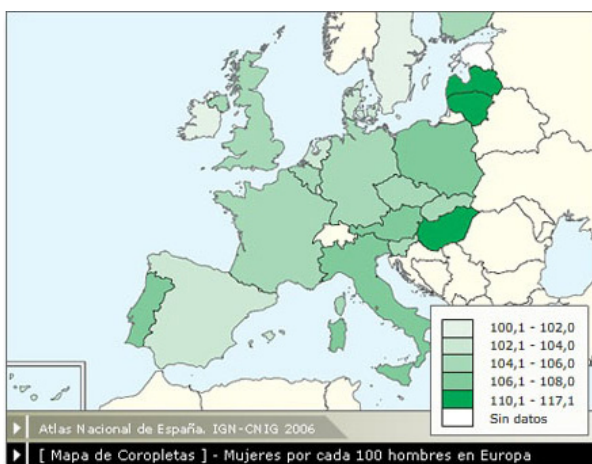 100,1 - 102,0
102,1 - 104,0
104,1 - 106,0
106,1 - 108,0
110,1 - 117,1
Sin datos
Atlas Nacional de España. IGN-CNIG 2006
[ Mapa de Coropletas ] - Mujeres por cada 100 hombres en Europa